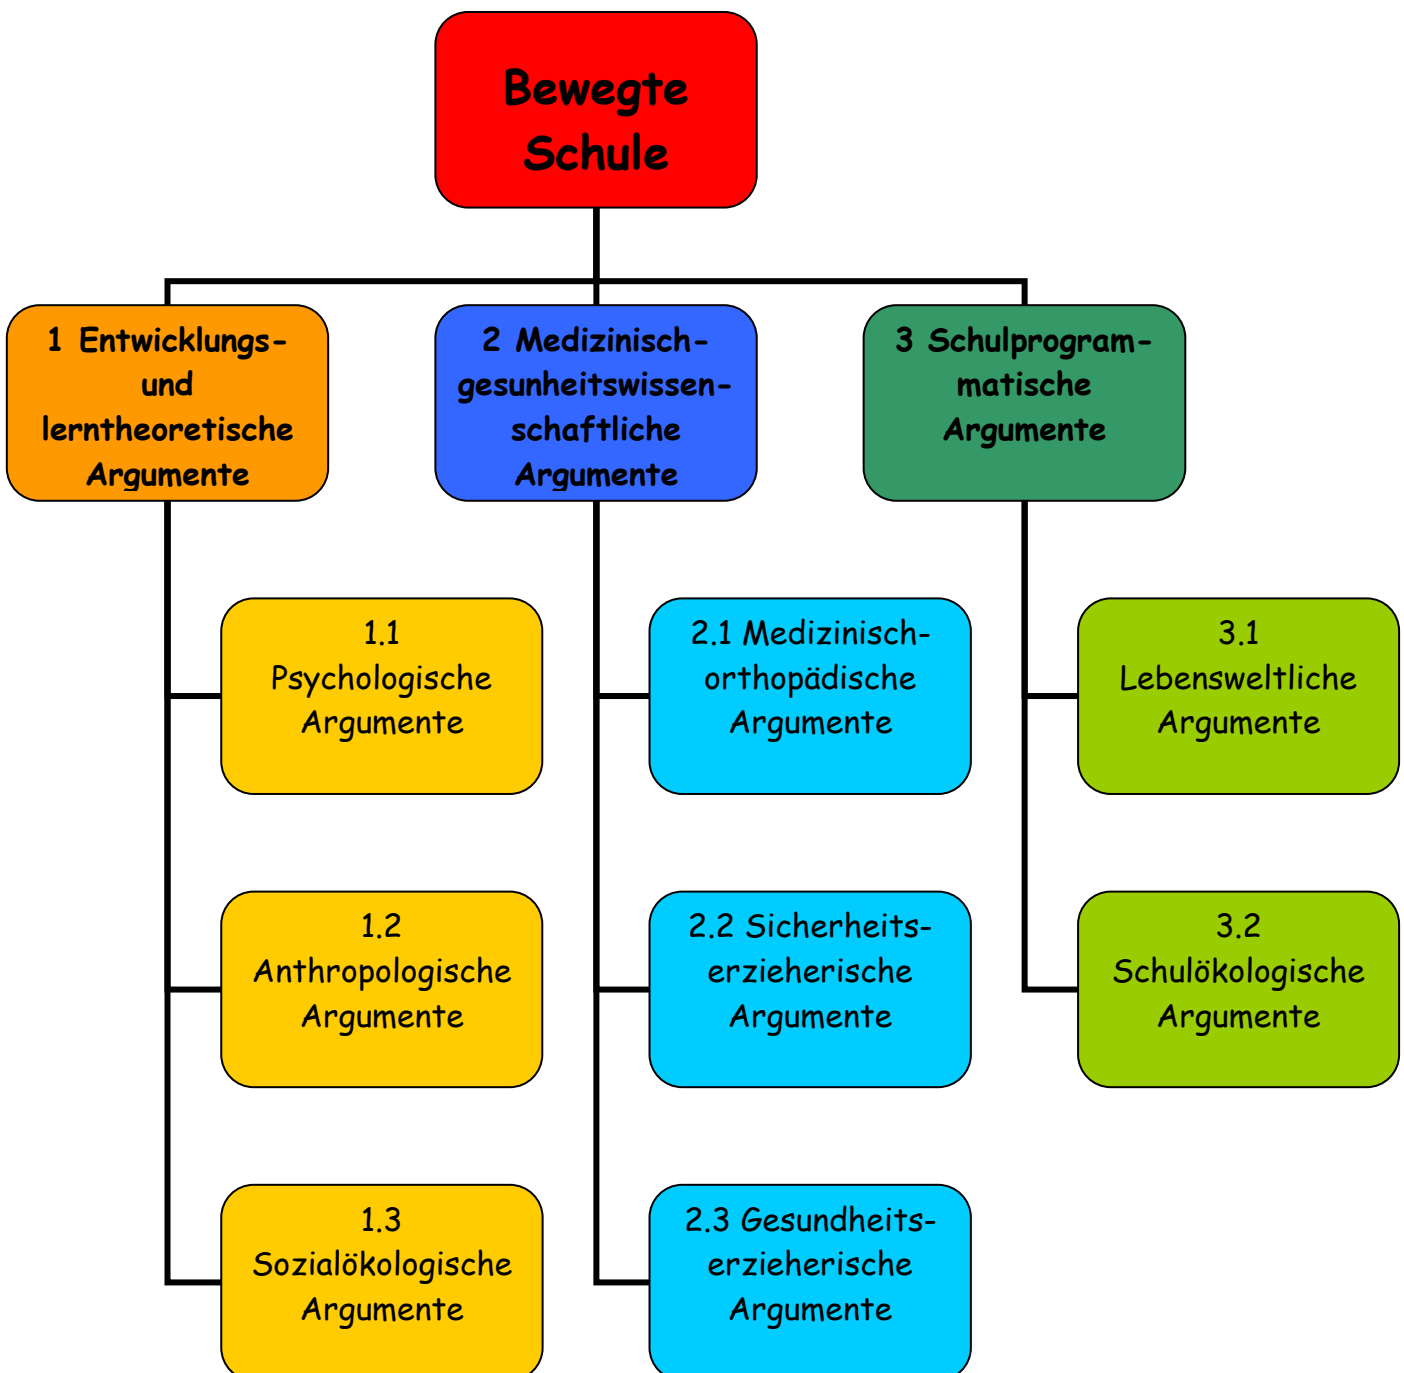 Bewegte
Schule
1 Entwicklungs-
und
lerntheoretische
Argumente
2 Medizinisch-
gesunheitswissen-
schaftliche
Argumente
3 Schulprogram-
matische
Argumente
1.1
Psychologische
Argumente
2.1 Medizinisch-
orthopädische
Argumente
3.1
Lebensweltliche
Argumente
1.2
Anthropologische
Argumente
2.2 Sicherheits-
erzieherische
Argumente
3.2
Schulökologische
Argumente
1.3
Sozialökologische
Argumente
2.3 Gesundheits-
erzieherische
Argumente